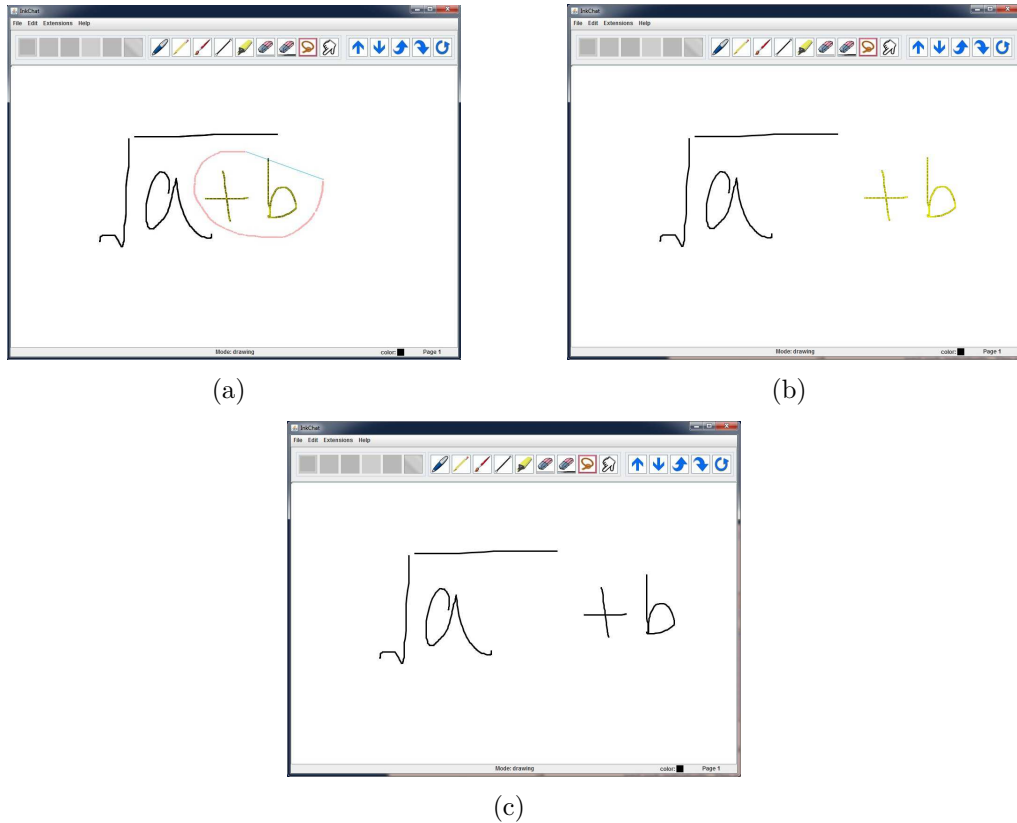 InkChat InkChat
File Edit Extensions Help File Edit Extensions Help
√a + b √a + b
Mode: drawing color: Page 1 Mode: drawing color: Page 1
(a) (b)
InkChat
File Edit Extensions Help
√a + b
Mode: drawing color: Page 1
(c)